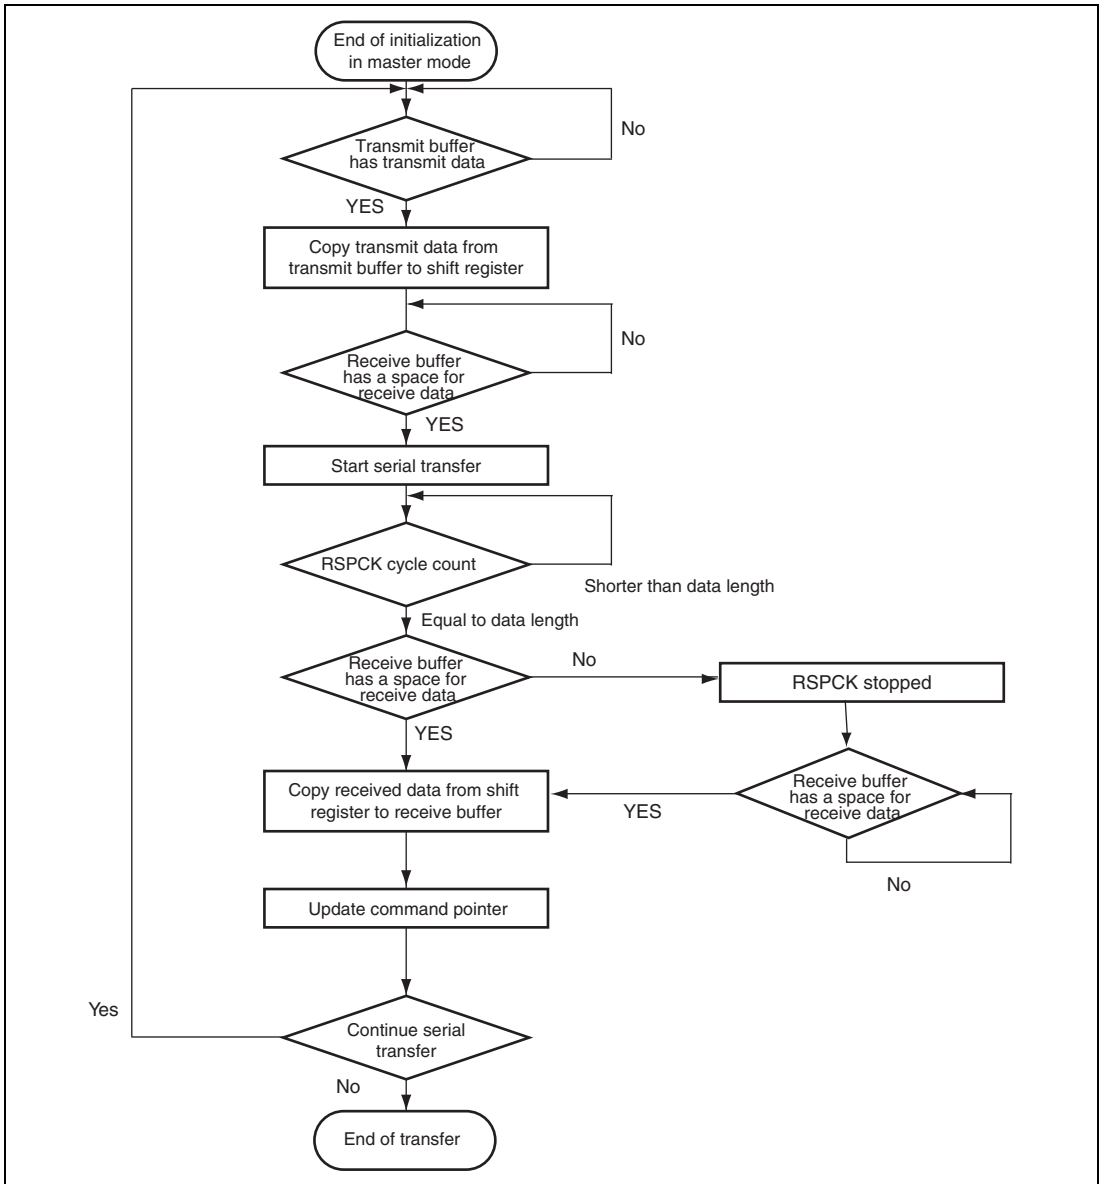 End of initialization
in master mode
No
Transmit buffer
has transmit data
YES
Copy transmit data from
transmit buffer to shift register
No
Receive buffer
has a space for
receive data
YES
Start serial transfer
RSPCK cycle count
Shorter than data length
Equal to data length
Receive buffer
has a space for
receive data
No
RSPCK stopped
YES
Copy received data from shift
register to receive buffer
YES
Receive buffer
has a space for
receive data
No
Update command pointer
Yes
Continue serial
transfer
No
End of transfer